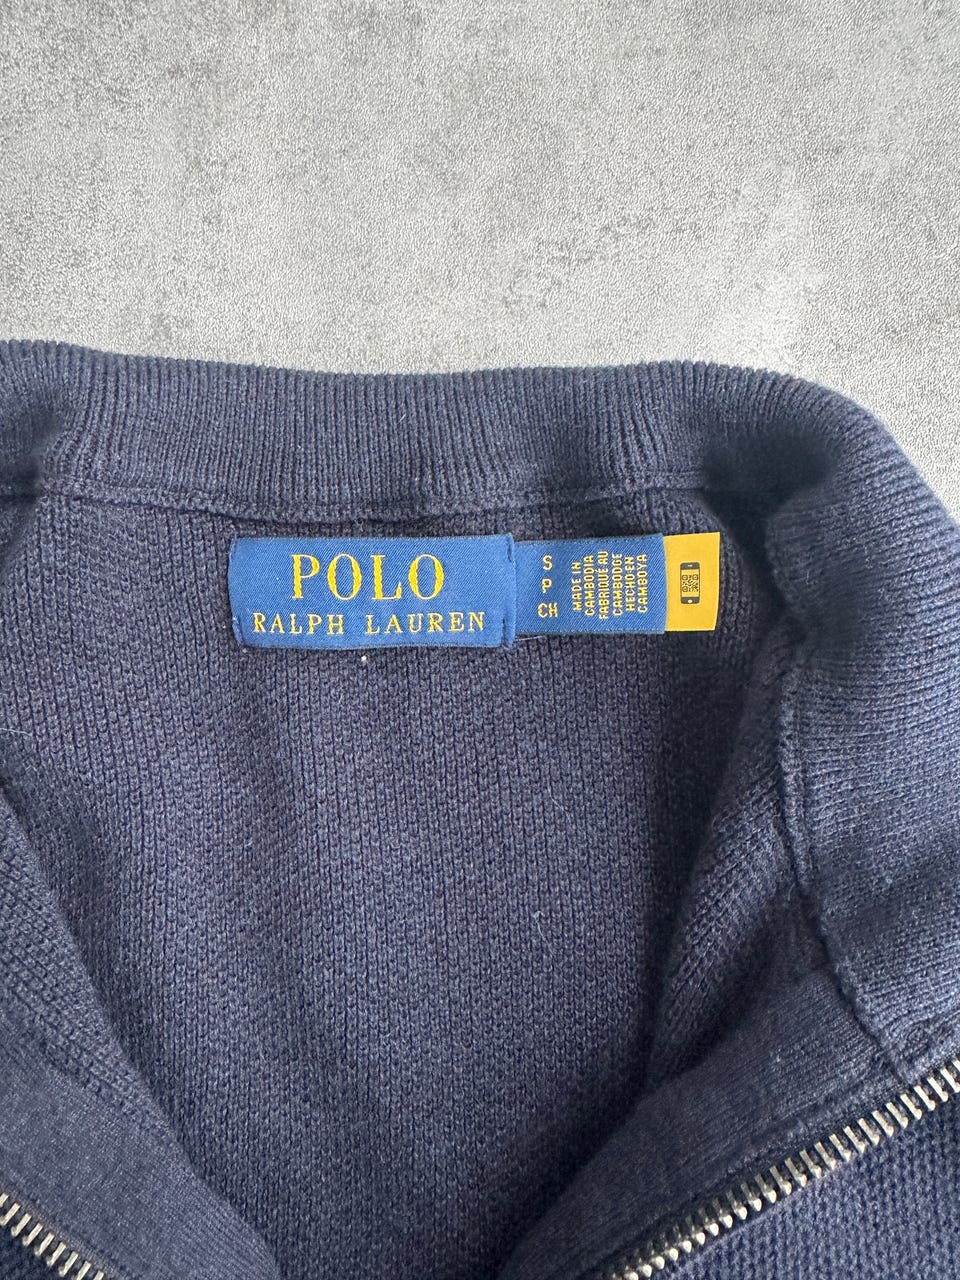 POLO
RALPH LAUREN
S
P
CH
MADE IN
CAMBODIA
FABRIQUÉ AU
CAMBODGE
HECHO EN
CAMBOYA